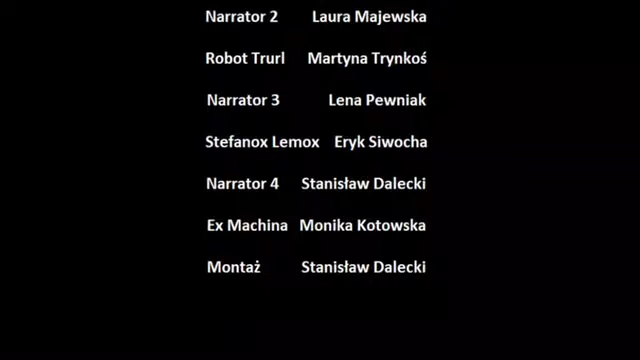 Narrator 2 Laura Majewska
Robot Trurl Martyna Trynkoś
Narrator 3 Lena Pewniak
Stefanox Lemox Eryk Siwocha
Narrator 4 Stanisław Dalecki
Ex Machina Monika Kotowska
Montaż Stanisław Dalecki